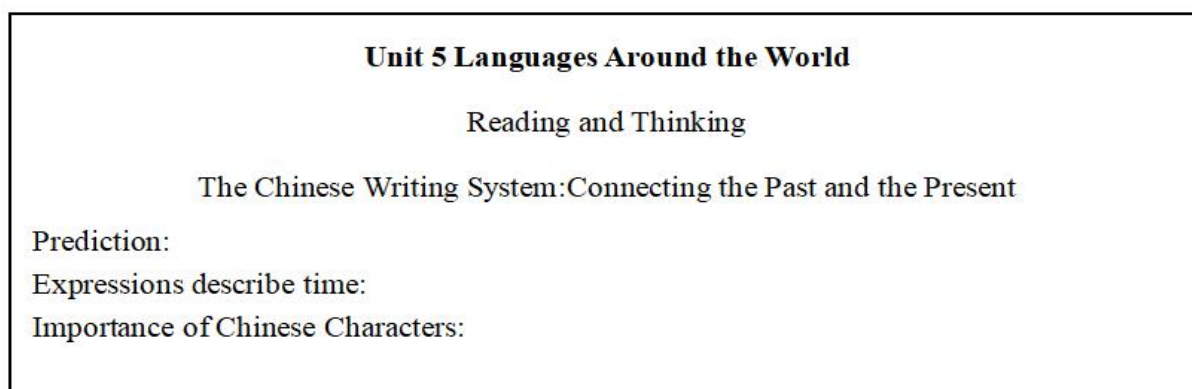 Unit 5 Languages Around the World
Reading and Thinking
The Chinese Writing System:Connecting the Past and the Present
Prediction:
Expressions describe time:
Importance of Chinese Characters: